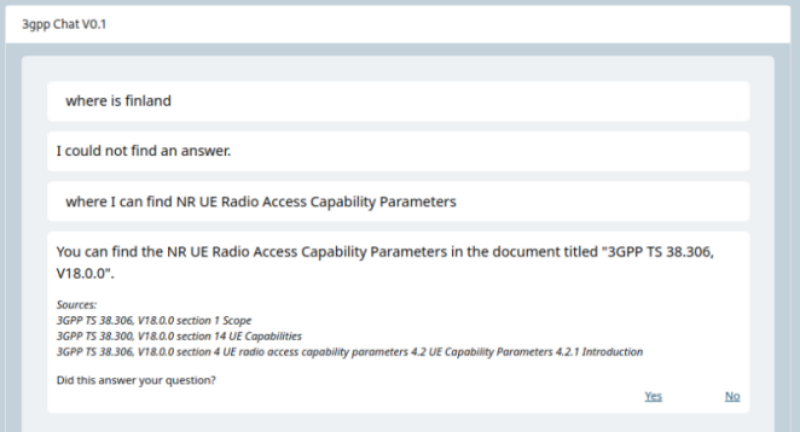 3gpp Chat V0.1
where is finland
I could not find an answer.
where I can find NR UE Radio Access Capability Parameters
You can find the NR UE Radio Access Capability Parameters in the document titled "3GPP TS 38.306,
V18.0.0".
Sources:
3GPP TS 38.306, V18.0.0 section 1 Scope
3GPP TS 38.300, V18.0.0 section 14 UE Capabilities
3GPP TS 38.306, V18.0.0 section 4 UE radio access capability parameters 4.2 UE Capability Parameters 4.2.1 Introduction
Did this answer your question?
Yes No